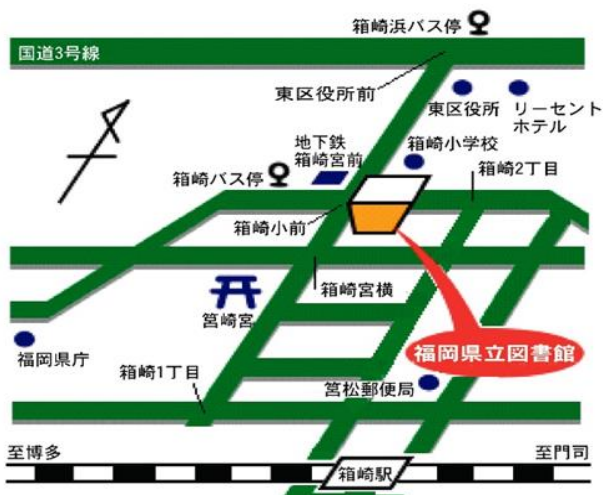 箱崎浜バス停
国道3号線
東区役所前
東区役所
リーセント
ホテル
地下鉄
箱崎宮前
箱崎小学校
箱崎バス停
箱崎2丁目
箱崎小前
箱崎宮横
筥崎宮
福岡県庁
福岡県立図書館
箱崎1丁目
筥松郵便局
至博多
至門司
箱崎駅